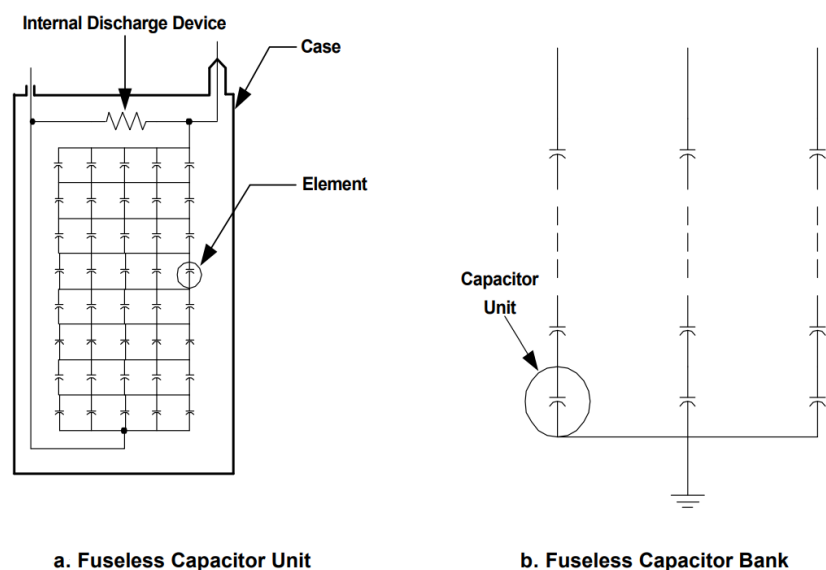 Internal Discharge Device
Case
Element
Capacitor
Unit
a. Fuseless Capacitor Unit
b. Fuseless Capacitor Bank